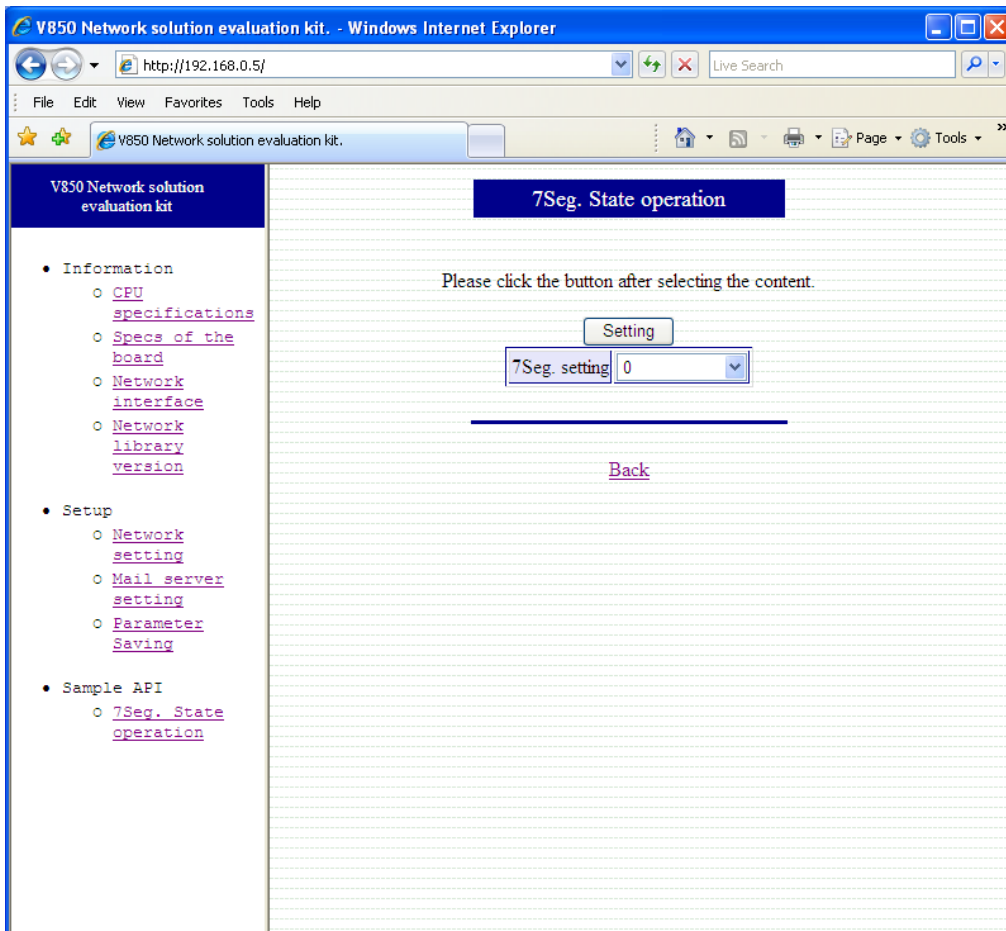 V850 Network solution evaluation kit. - Windows Internet Explorer
http://192.168.0.5/
Live Search
File Edit View Favorites Tools Help
V850 Network solution evaluation kit.
Page Tools »
V850 Network solution
evaluation kit
• Information
○ CPU
specifications
○ Specs of the
board
○ Network
interface
○ Network
library
version
• Setup
○ Network
setting
○ Mail server
setting
○ Parameter
Saving
• Sample API
○ 7Seg. State
operation
7Seg. State operation
Please click the button after selecting the content.
Setting
7Seg. setting 0
Back